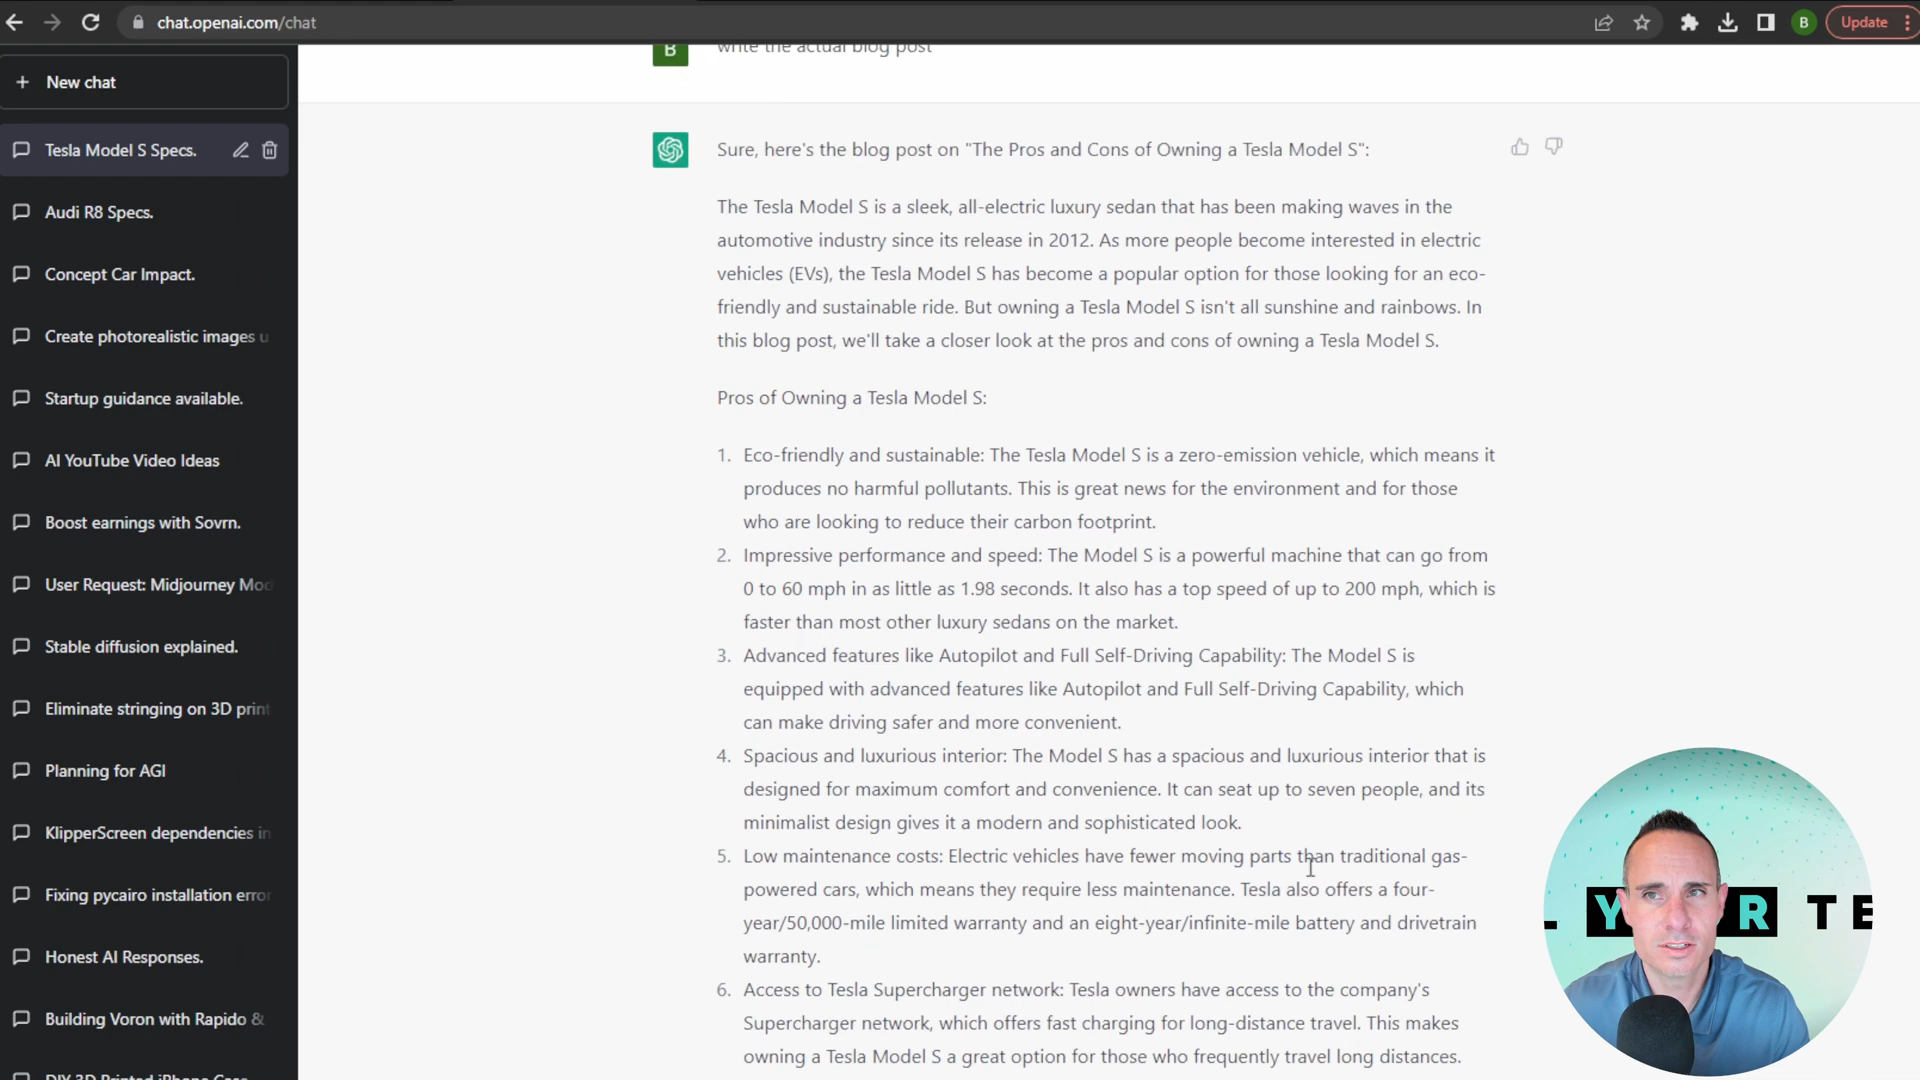 chat.openai.com/chat
B
Update
New chat
Tesla Model S Specs.
Audi R8 Specs.
Concept Car Impact.
Create photorealistic images u
Startup guidance available.
AI YouTube Video Ideas
Boost earnings with Sovrn.
User Request: Midjourney Mod
Stable diffusion explained.
Eliminate stringing on 3D print
Planning for AGI
KlipperScreen dependencies in
Fixing pycairo installation error
Honest AI Responses.
Building Voron with Rapido &
DIY 3D Printed iPhone Case
B
write the actual blog post
Sure, here's the blog post on "The Pros and Cons of Owning a Tesla Model S":
The Tesla Model S is a sleek, all-electric luxury sedan that has been making waves in the
automotive industry since its release in 2012. As more people become interested in electric
vehicles (EVs), the Tesla Model S has become a popular option for those looking for an eco-
friendly and sustainable ride. But owning a Tesla Model S isn't all sunshine and rainbows. In
this blog post, we'll take a closer look at the pros and cons of owning a Tesla Model S.
Pros of Owning a Tesla Model S:
1. Eco-friendly and sustainable: The Tesla Model S is a zero-emission vehicle, which means it
produces no harmful pollutants. This is great news for the environment and for those
who are looking to reduce their carbon footprint.
2. Impressive performance and speed: The Model S is a powerful machine that can go from
0 to 60 mph in as little as 1.98 seconds. It also has a top speed of up to 200 mph, which is
faster than most other luxury sedans on the market.
3. Advanced features like Autopilot and Full Self-Driving Capability: The Model S is
equipped with advanced features like Autopilot and Full Self-Driving Capability, which
can make driving safer and more convenient.
4. Spacious and luxurious interior: The Model S has a spacious and luxurious interior that is
designed for maximum comfort and convenience. It can seat up to seven people, and its
minimalist design gives it a modern and sophisticated look.
5. Low maintenance costs: Electric vehicles have fewer moving parts than traditional gas-
powered cars, which means they require less maintenance. Tesla also offers a four-
year/50,000-mile limited warranty and an eight-year/infinite-mile battery and drivetrain
warranty.
6. Access to Tesla Supercharger network: Tesla owners have access to the company's
Supercharger network, which offers fast charging for long-distance travel. This makes
owning a Tesla Model S a great option for those who frequently travel long distances.